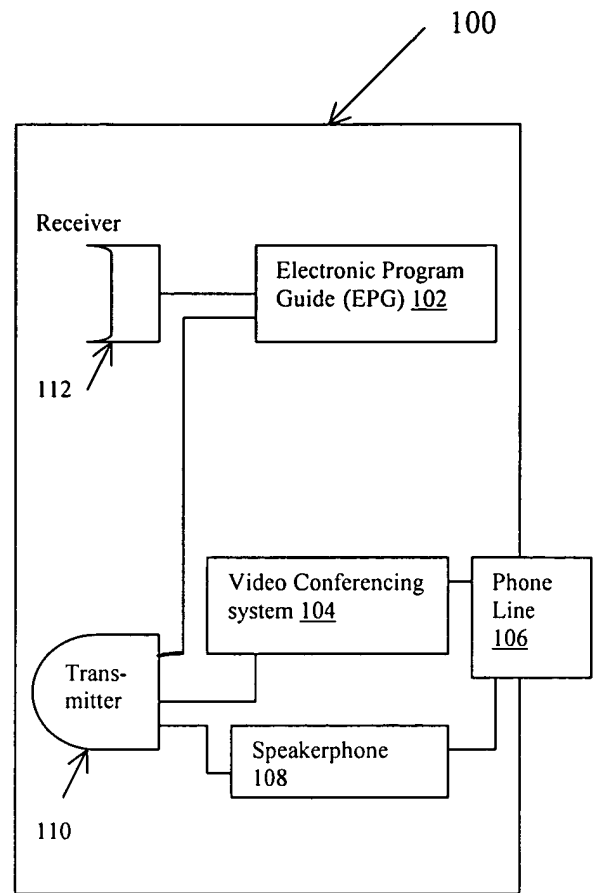 100
Receiver
Electronic Program
Guide (EPG) 102
112
Video Conferencing
system 104
Phone
Line
106
Trans-
mitter
Speakerphone
108
110